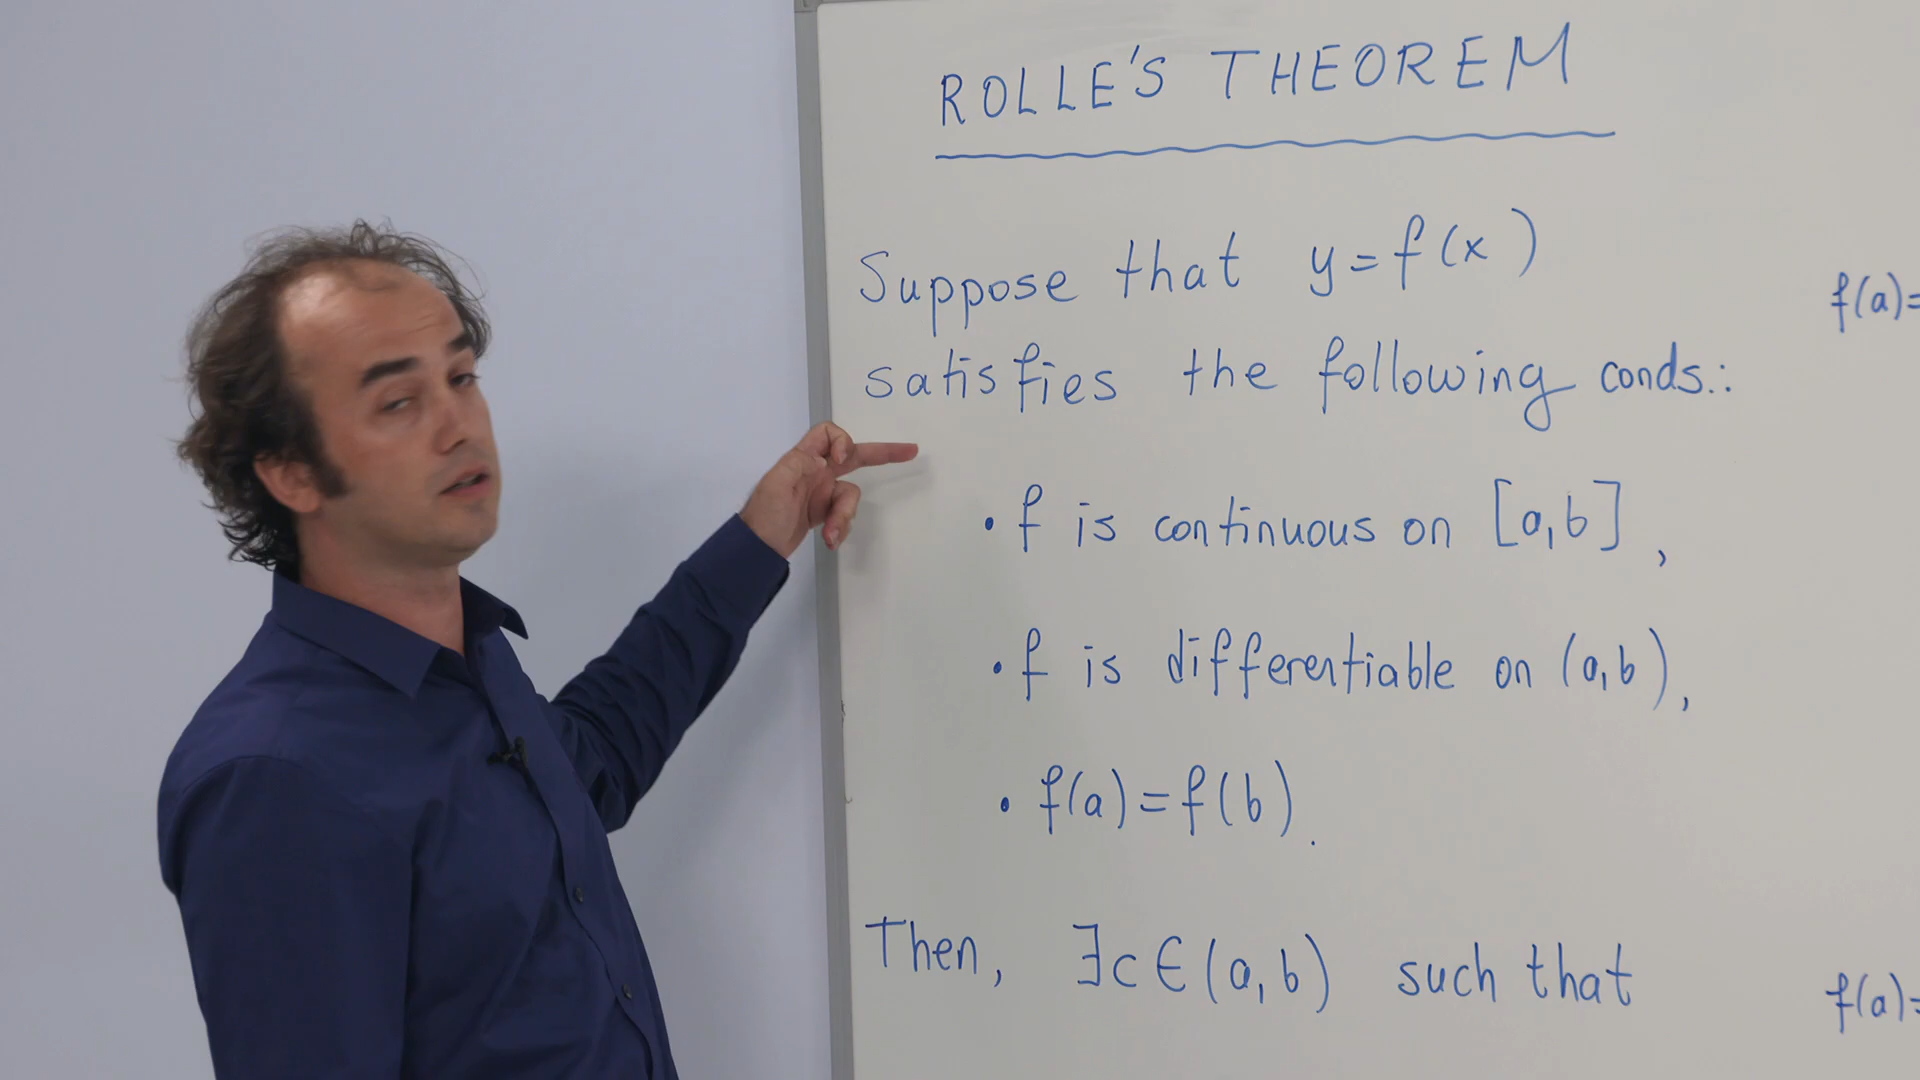 ROLLE'S THEOREM
Suppose that y=f(x)
satisfies the following conds.:
• f is continuous on [a,b],
• f is differentiable on (a,b),
• f(a)=f(b).
Then, ∃c∈(a,b) such that
f(a)=
f(a)=